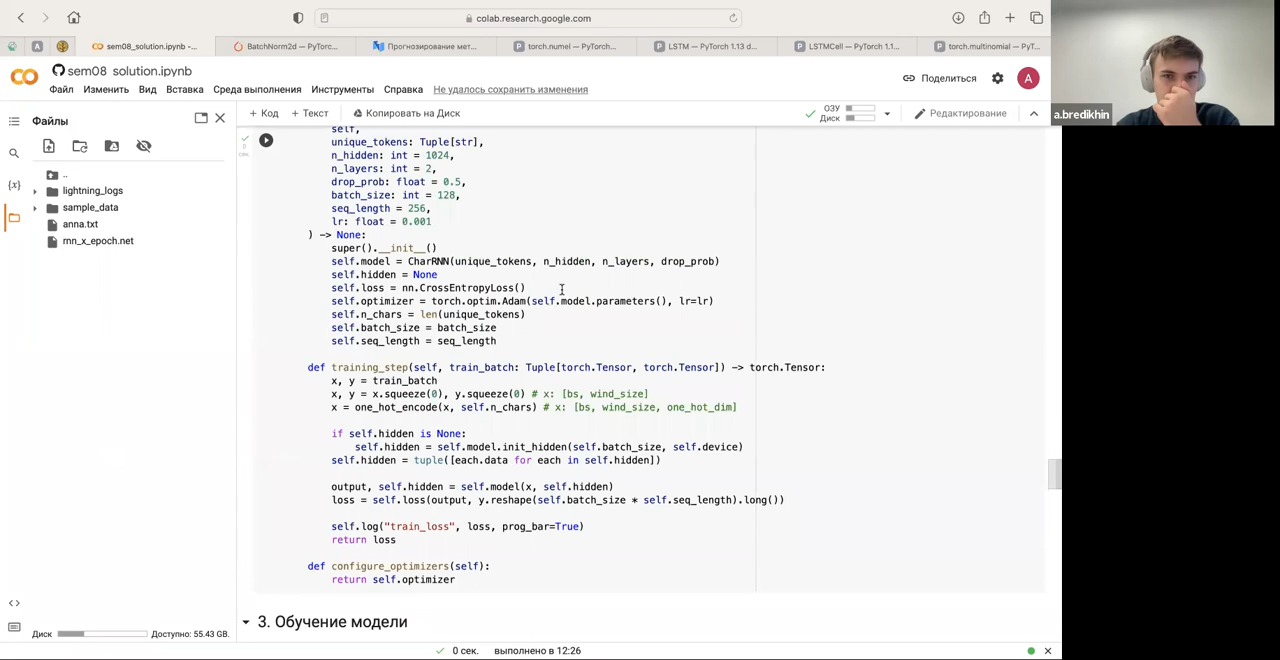 colab.research.google.com
sem08_solution.ipynb -...
BatchNorm2d — PyTorc...
Прогнозирование мет...
torch.numel — PyTorch...
LSTM — PyTorch 1.13 d...
LSTMCell — PyTorch 1.1...
torch.multinomial — PyT...
sem08_solution.ipynb
Файл Изменить Вид Вставка Среда выполнения Инструменты Справка Не удалось сохранить изменения
Поделиться
A
a.bredikhin
Файлы
+ Код + Текст Копировать на Диск
ОЗУ
Диск
Редактирование
..
lightning_logs
sample_data
anna.txt
rnn_x_epoch.net
{x}
0
сек.
self,
unique_tokens: Tuple[str],
n_hidden: int = 1024,
n_layers: int = 2,
drop_prob: float = 0.5,
batch_size: int = 128,
seq_length = 256,
lr: float = 0.001
) -> None:
super().__init__()
self.model = CharRNN(unique_tokens, n_hidden, n_layers, drop_prob)
self.hidden = None
self.loss = nn.CrossEntropyLoss()
self.optimizer = torch.optim.Adam(self.model.parameters(), lr=lr)
self.n_chars = len(unique_tokens)
self.batch_size = batch_size
self.seq_length = seq_length
def training_step(self, train_batch: Tuple[torch.Tensor, torch.Tensor]) -> torch.Tensor:
x, y = train_batch
x, y = x.squeeze(0), y.squeeze(0) # x: [bs, wind_size]
x = one_hot_encode(x, self.n_chars) # x: [bs, wind_size, one_hot_dim]
if self.hidden is None:
self.hidden = self.model.init_hidden(self.batch_size, self.device)
self.hidden = tuple([each.data for each in self.hidden])
output, self.hidden = self.model(x, self.hidden)
loss = self.loss(output, y.reshape(self.batch_size * self.seq_length).long())
self.log("train_loss", loss, prog_bar=True)
return loss
def configure_optimizers(self):
return self.optimizer
3. Обучение модели
Диск Доступно: 55.43 GB.
0 сек. выполнено в 12:26